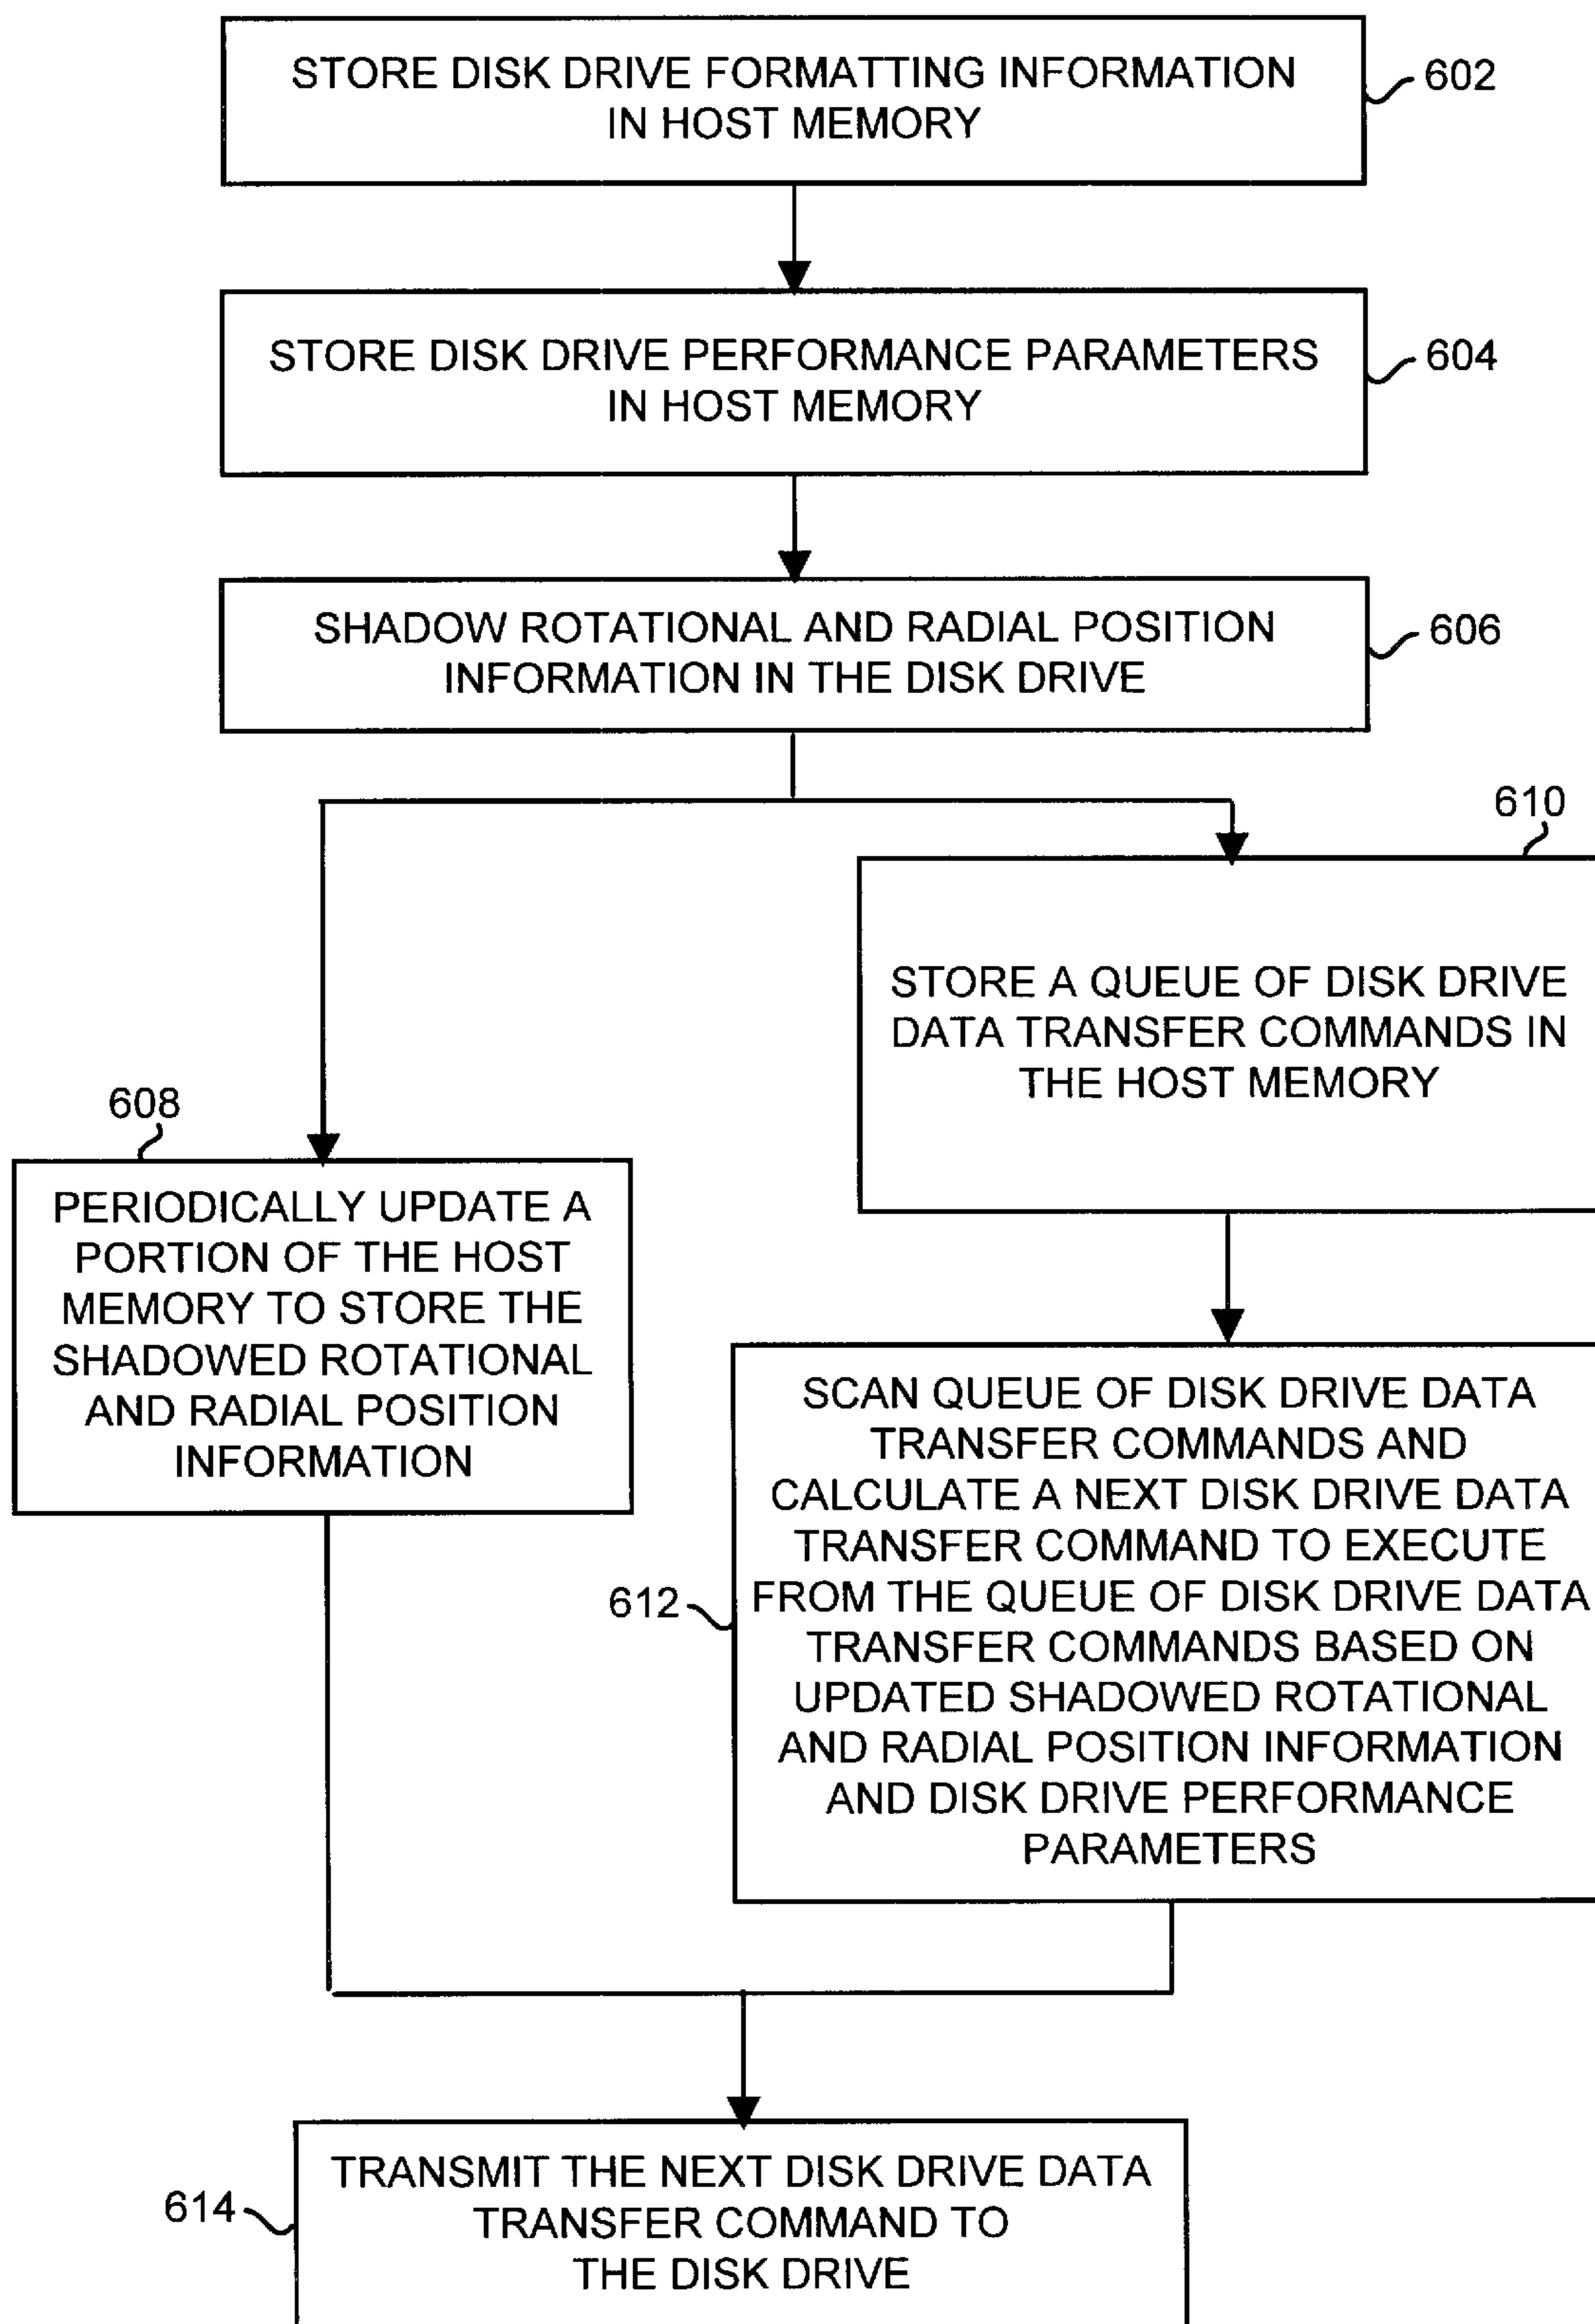 STORE DISK DRIVE FORMATTING INFORMATION
IN HOST MEMORY
602
STORE DISK DRIVE PERFORMANCE PARAMETERS
IN HOST MEMORY
604
SHADOW ROTATIONAL AND RADIAL POSITION
INFORMATION IN THE DISK DRIVE
606
610
STORE A QUEUE OF DISK DRIVE
DATA TRANSFER COMMANDS IN
THE HOST MEMORY
608
PERIODICALLY UPDATE A
PORTION OF THE HOST
MEMORY TO STORE THE
SHADOWED ROTATIONAL
AND RADIAL POSITION
INFORMATION
612
SCAN QUEUE OF DISK DRIVE DATA
TRANSFER COMMANDS AND
CALCULATE A NEXT DISK DRIVE DATA
TRANSFER COMMAND TO EXECUTE
FROM THE QUEUE OF DISK DRIVE DATA
TRANSFER COMMANDS BASED ON
UPDATED SHADOWED ROTATIONAL
AND RADIAL POSITION INFORMATION
AND DISK DRIVE PERFORMANCE
PARAMETERS
614
TRANSMIT THE NEXT DISK DRIVE DATA
TRANSFER COMMAND TO
THE DISK DRIVE